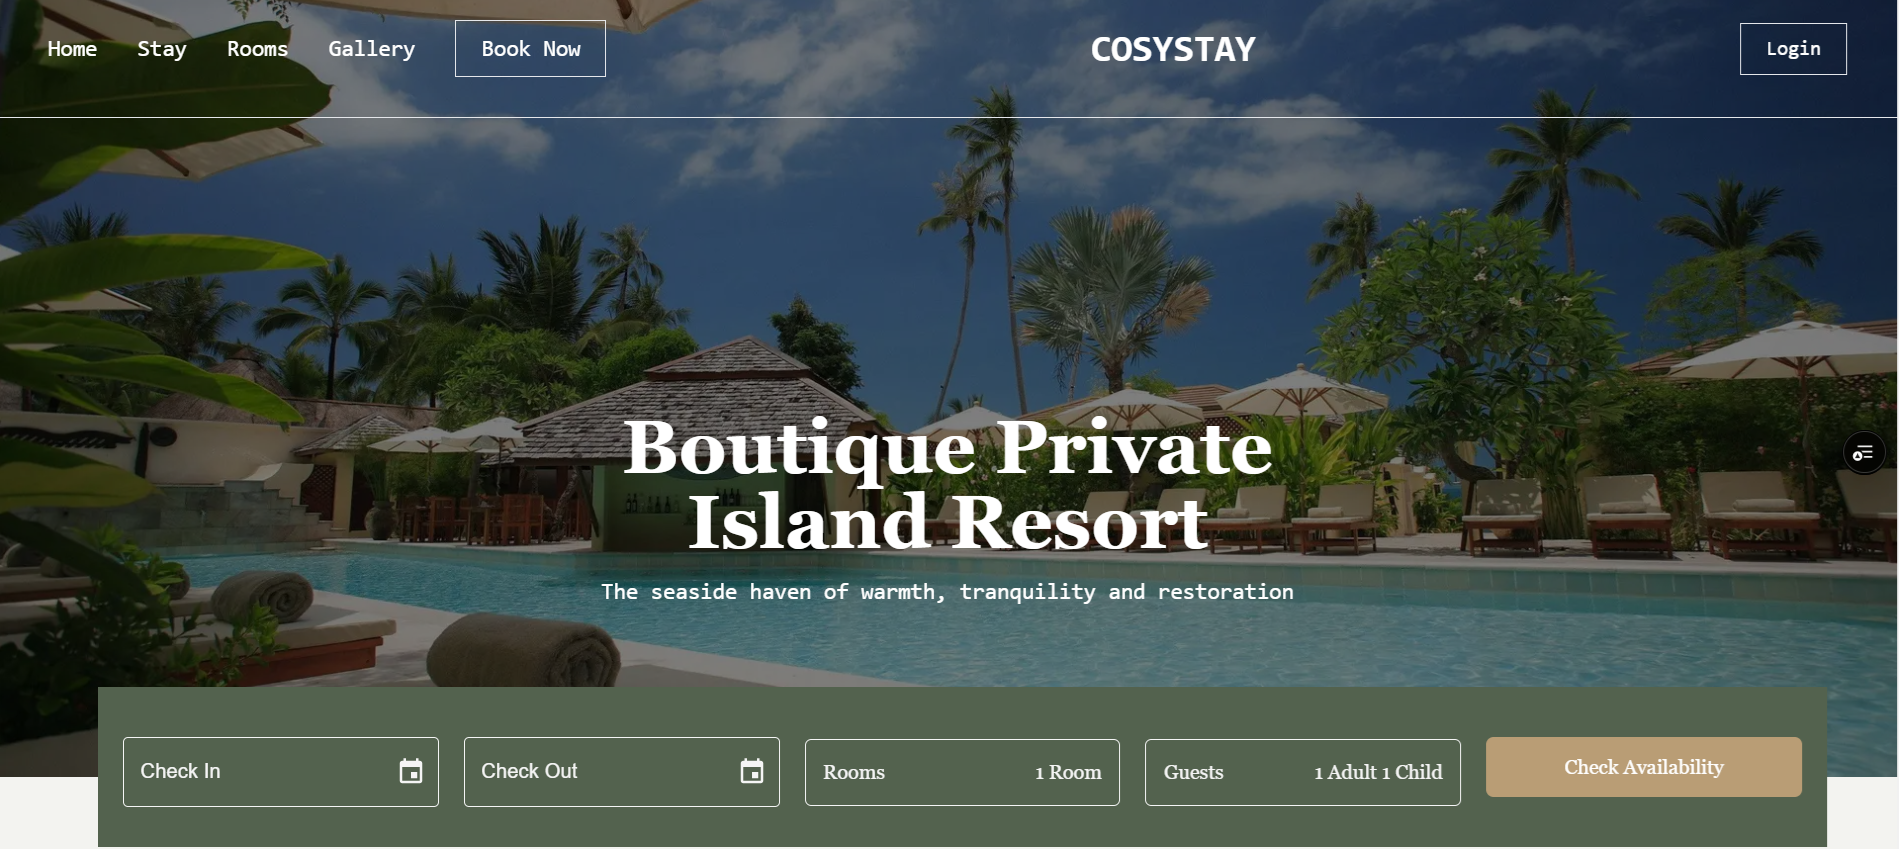 Home Stay Rooms Gallery Book Now COSYSTAY Login
Boutique Private
Island Resort
The seaside haven of warmth, tranquility and restoration
Check In Check Out Rooms 1 Room Guests 1 Adult 1 Child Check Availability